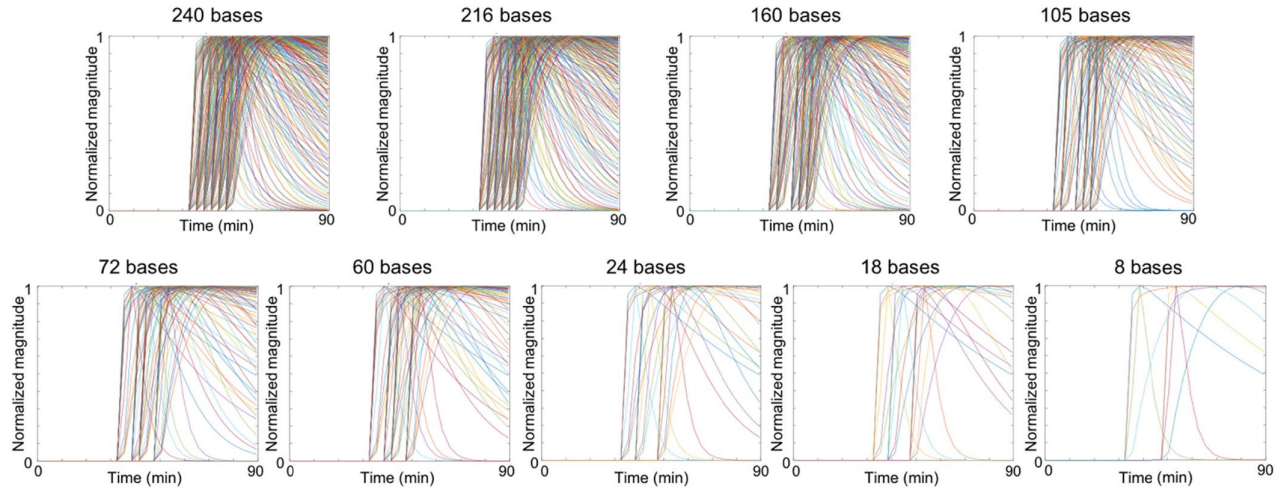 240 bases
216 bases
160 bases
105 bases
1
Normalized magnitude
0
0
90
Time (min)
1
Normalized magnitude
0
0
90
Time (min)
1
Normalized magnitude
0
0
90
Time (min)
1
Normalized magnitude
0
0
90
Time (min)
72 bases
60 bases
24 bases
18 bases
8 bases
1
Normalized magnitude
0
0
90
Time (min)
1
Normalized magnitude
0
0
90
Time (min)
1
Normalized magnitude
0
0
90
Time (min)
1
Normalized magnitude
0
0
90
Time (min)
1
Normalized magnitude
0
0
90
Time (min)